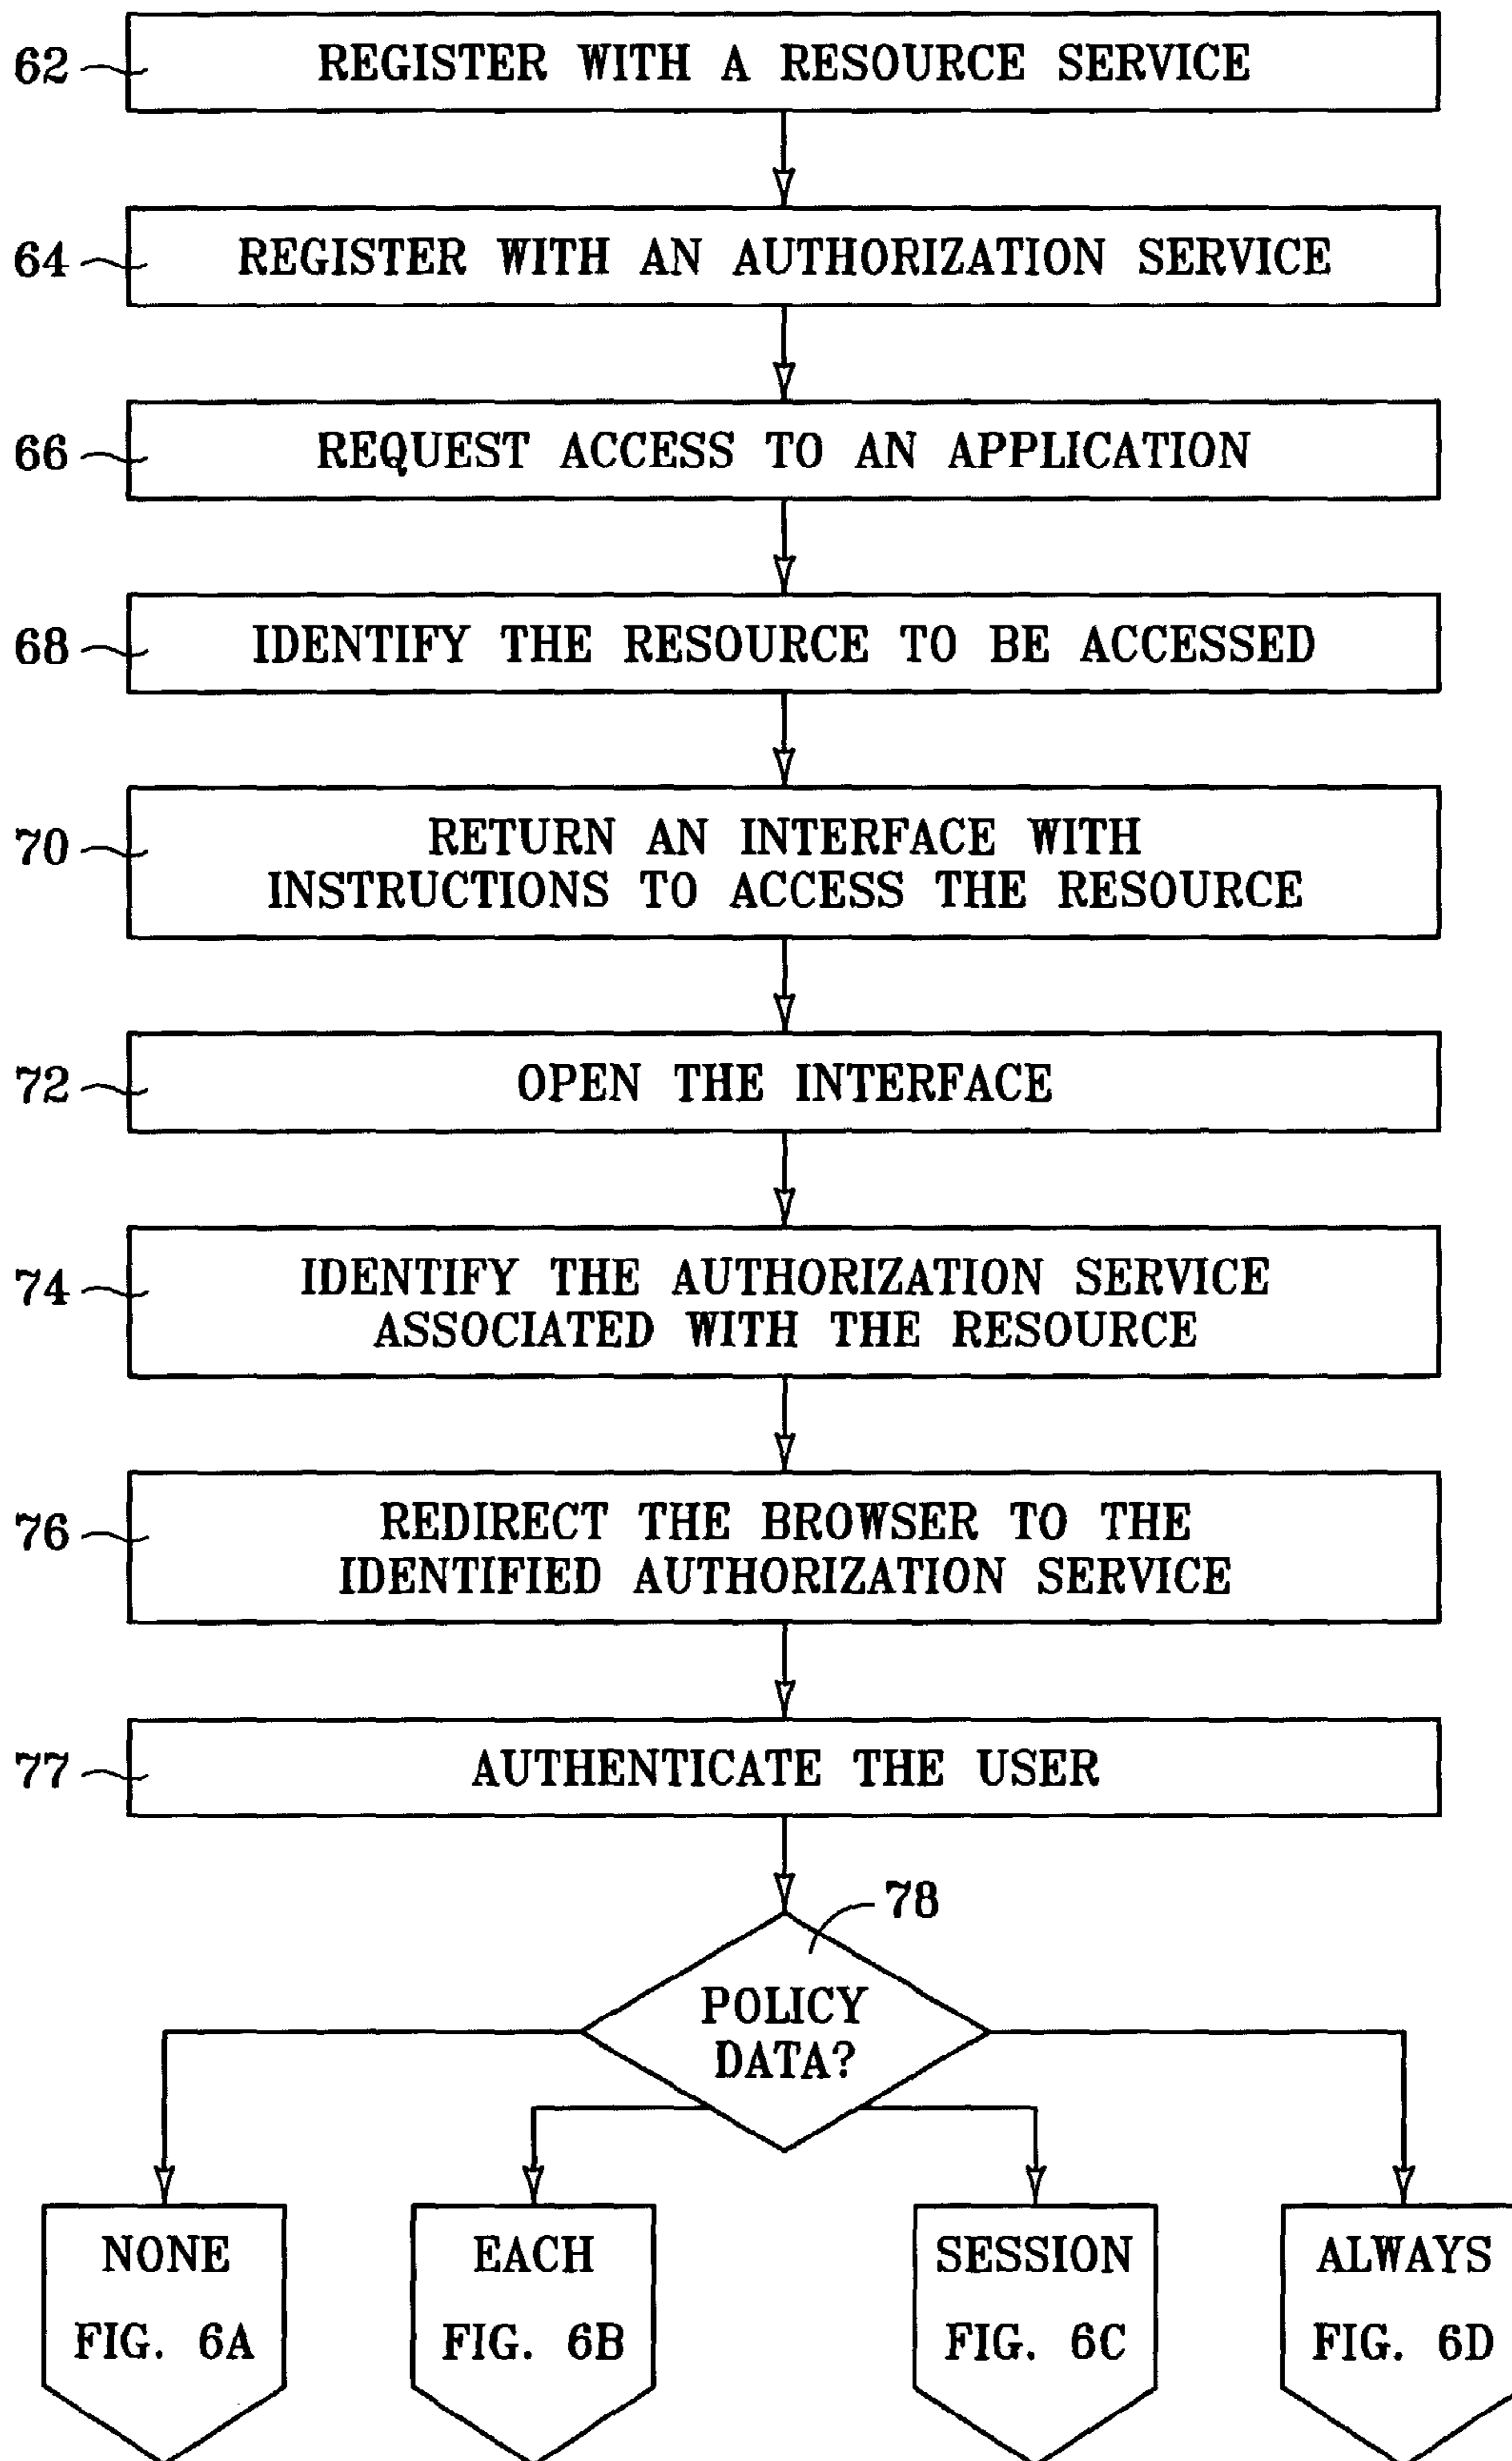 62
REGISTER WITH A RESOURCE SERVICE
64
REGISTER WITH AN AUTHORIZATION SERVICE
66
REQUEST ACCESS TO AN APPLICATION
68
IDENTIFY THE RESOURCE TO BE ACCESSED
70
RETURN AN INTERFACE WITH
INSTRUCTIONS TO ACCESS THE RESOURCE
72
OPEN THE INTERFACE
74
IDENTIFY THE AUTHORIZATION SERVICE
ASSOCIATED WITH THE RESOURCE
76
REDIRECT THE BROWSER TO THE
IDENTIFIED AUTHORIZATION SERVICE
77
AUTHENTICATE THE USER
78
POLICY
DATA?
NONE
FIG. 6A
EACH
FIG. 6B
SESSION
FIG. 6C
ALWAYS
FIG. 6D